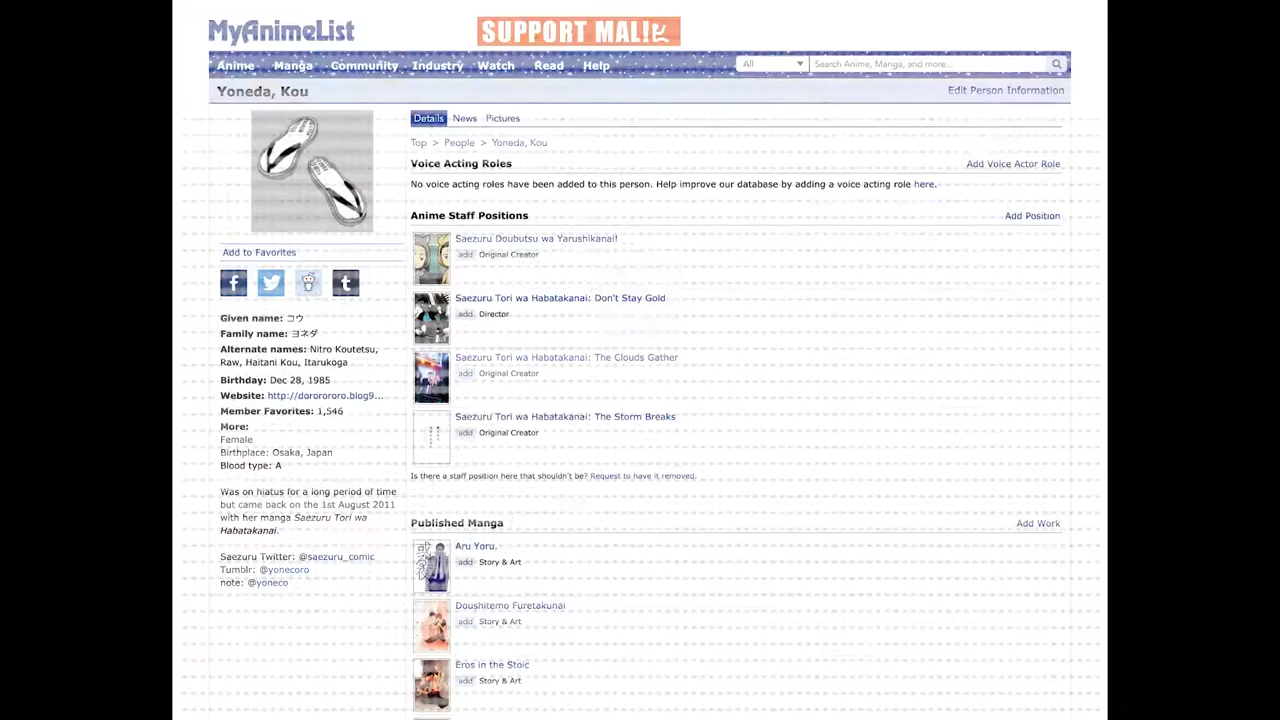 MyAnimeList
SUPPORT MAL!
Anime Manga Community Industry Watch Read Help
All
Search Anime, Manga, and more...
Yoneda, Kou
Edit Person Information
Details News Pictures
Top > People > Yoneda, Kou
Voice Acting Roles
Add Voice Actor Role
No voice acting roles have been added to this person. Help improve our database by adding a voice acting role here.
Anime Staff Positions
Add Position
Saezuru Doubutsu wa Yarushikanai!
add Original Creator
Saezuru Tori wa Habatakanai: Don't Stay Gold
add Director
Saezuru Tori wa Habatakanai: The Clouds Gather
add Original Creator
Saezuru Tori wa Habatakanai: The Storm Breaks
add Original Creator
Is there a staff position here that shouldn't be? Request to have it removed.
Published Manga
Add Work
Aru Yoru.
add Story & Art
Doushitemo Furetakunai
add Story & Art
Eros in the Stoic
add Story & Art
Add to Favorites
Given name: コウ
Family name: ヨネダ
Alternate names: Nitro Koutetsu,
Raw, Haitani Kou, Itarukoga
Birthday: Dec 28, 1985
Website: http://dororororo.blog9...
Member Favorites: 1,546
More:
Female
Birthplace: Osaka, Japan
Blood type: A
Was on hiatus for a long period of time
but came back on the 1st August 2011
with her manga Saezuru Tori wa
Habatakanai.
Saezuru Twitter: @saezuru_comic
Tumblr: @yonecoro
note: @yoneco